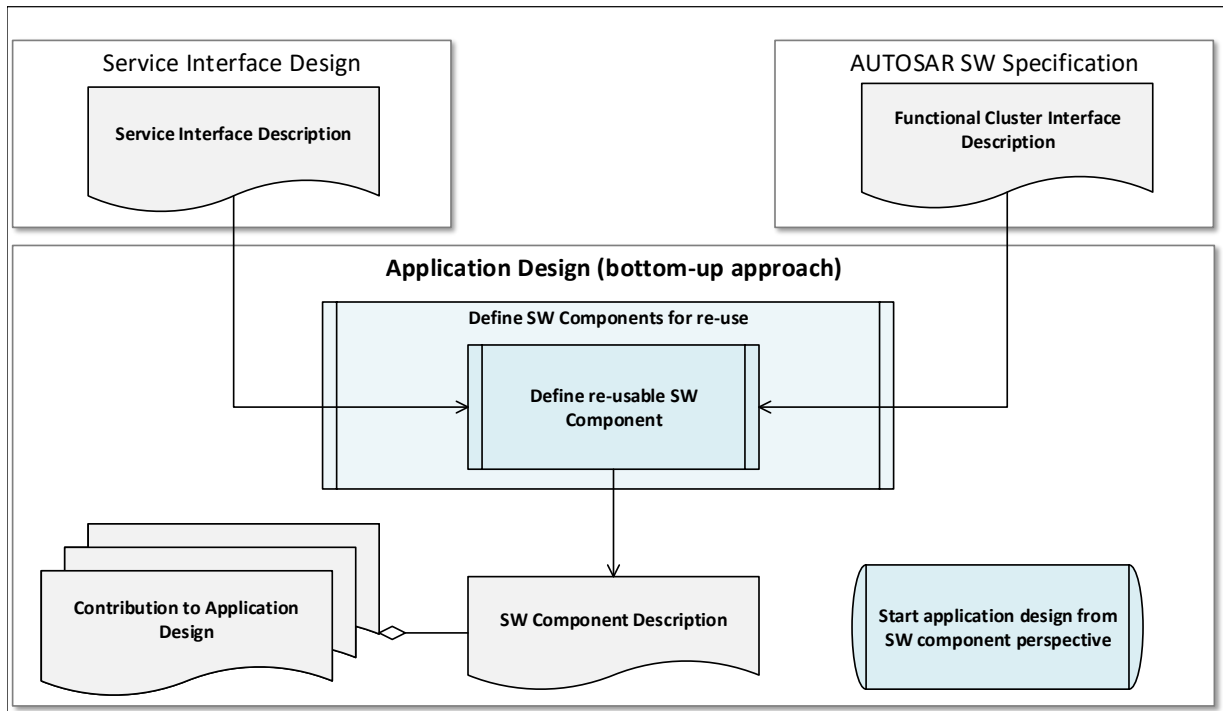 Service Interface Design
AUTOSAR SW Specification
Service Interface Description
Functional Cluster Interface
Description
Application Design (bottom-up approach)
Define SW Components for re-use
Define re-usable SW
Component
Contribution to Application
Design
SW Component Description
Start application design from
SW component perspective